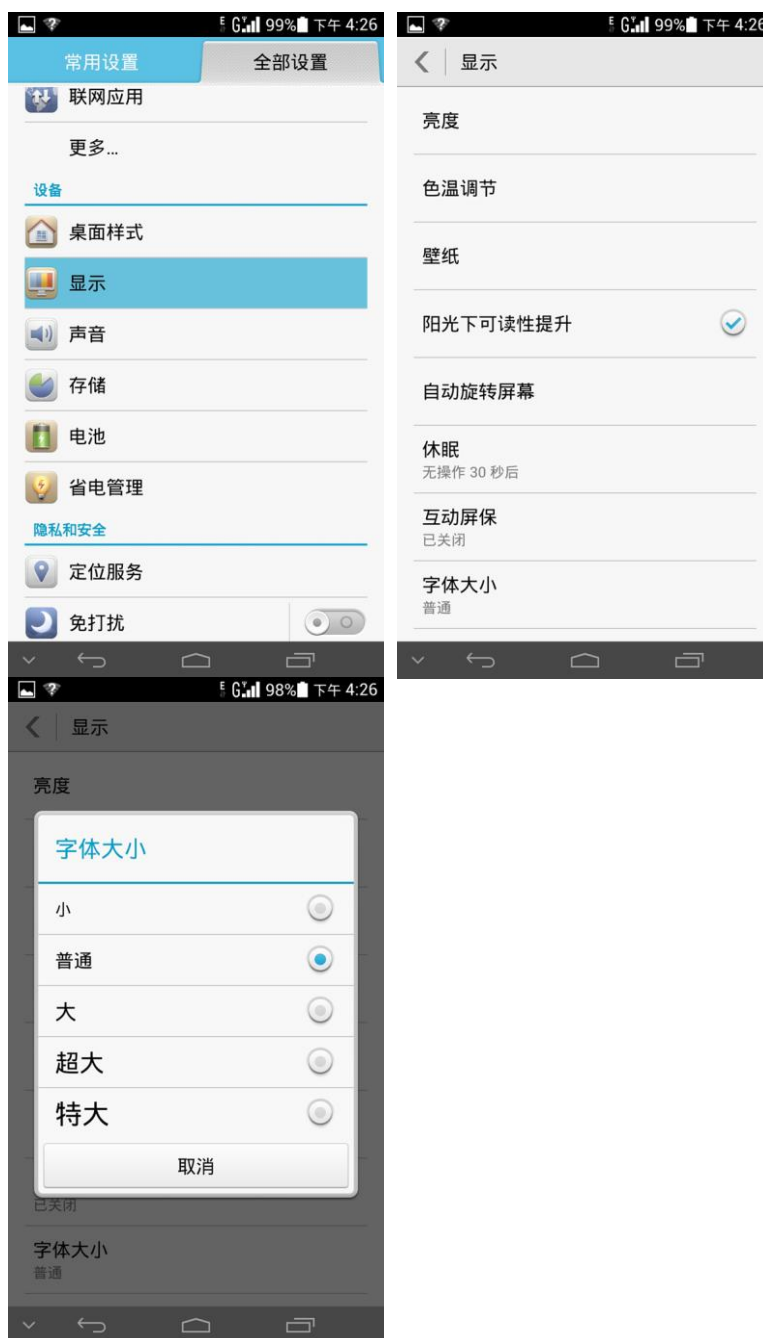 99% 下午 4:26
常用设置 全部设置
联网应用
更多...
设备
桌面样式
显示
声音
存储
电池
省电管理
隐私和安全
定位服务
免打扰
99% 下午 4:26
显示
亮度
色温调节
壁纸
阳光下可读性提升
自动旋转屏幕
休眠
无操作 30 秒后
互动屏保
已关闭
字体大小
普通
98% 下午 4:26
显示
亮度
字体大小
小
普通
大
超大
特大
取消
已关闭
字体大小
普通